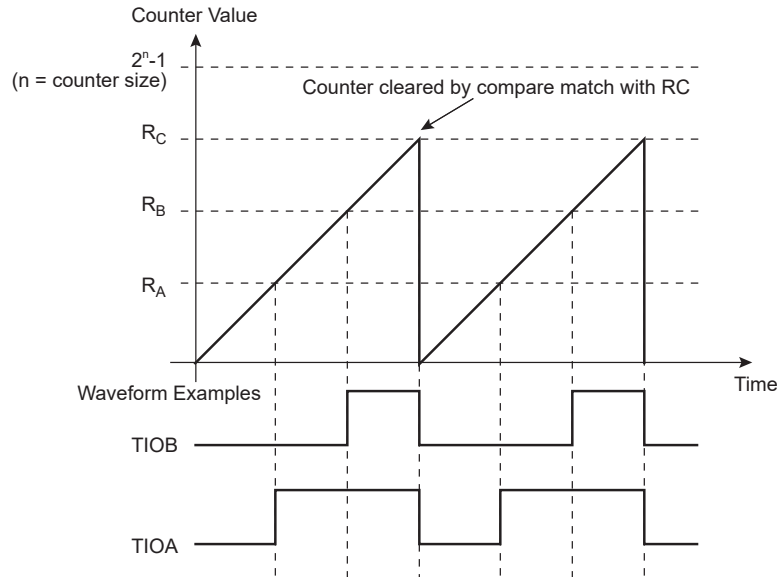 Counter Value
2ⁿ-1
(n = counter size)
Counter cleared by compare match with RC
R_C
R_B
R_A
Time
Waveform Examples
TIOB
TIOA